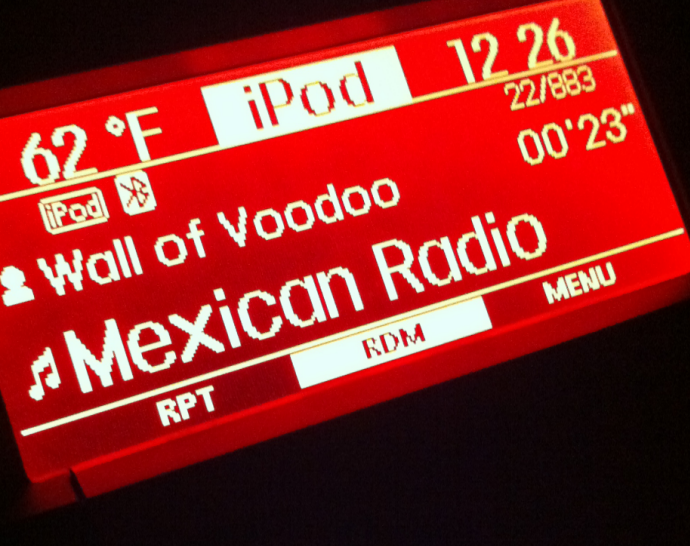 62 °F iPod 12 26
22/883
iPod 00'23"
Wall of Voodoo
Mexican Radio
RPT RDM MENU